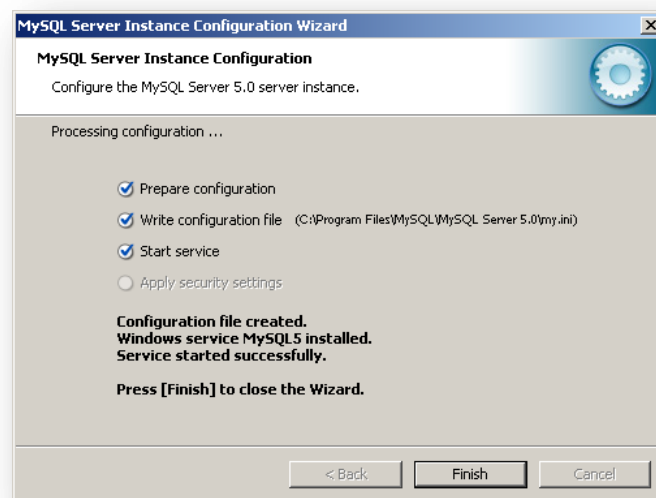 MySQL Server Instance Configuration Wizard
MySQL Server Instance Configuration
Configure the MySQL Server 5.0 server instance.
Processing configuration ...
Prepare configuration
Write configuration file (C:\Program Files\MySQL\MySQL Server 5.0\my.ini)
Start service
Apply security settings
Configuration file created.
Windows service MySQL5 installed.
Service started successfully.
Press [Finish] to close the Wizard.
< Back Finish Cancel